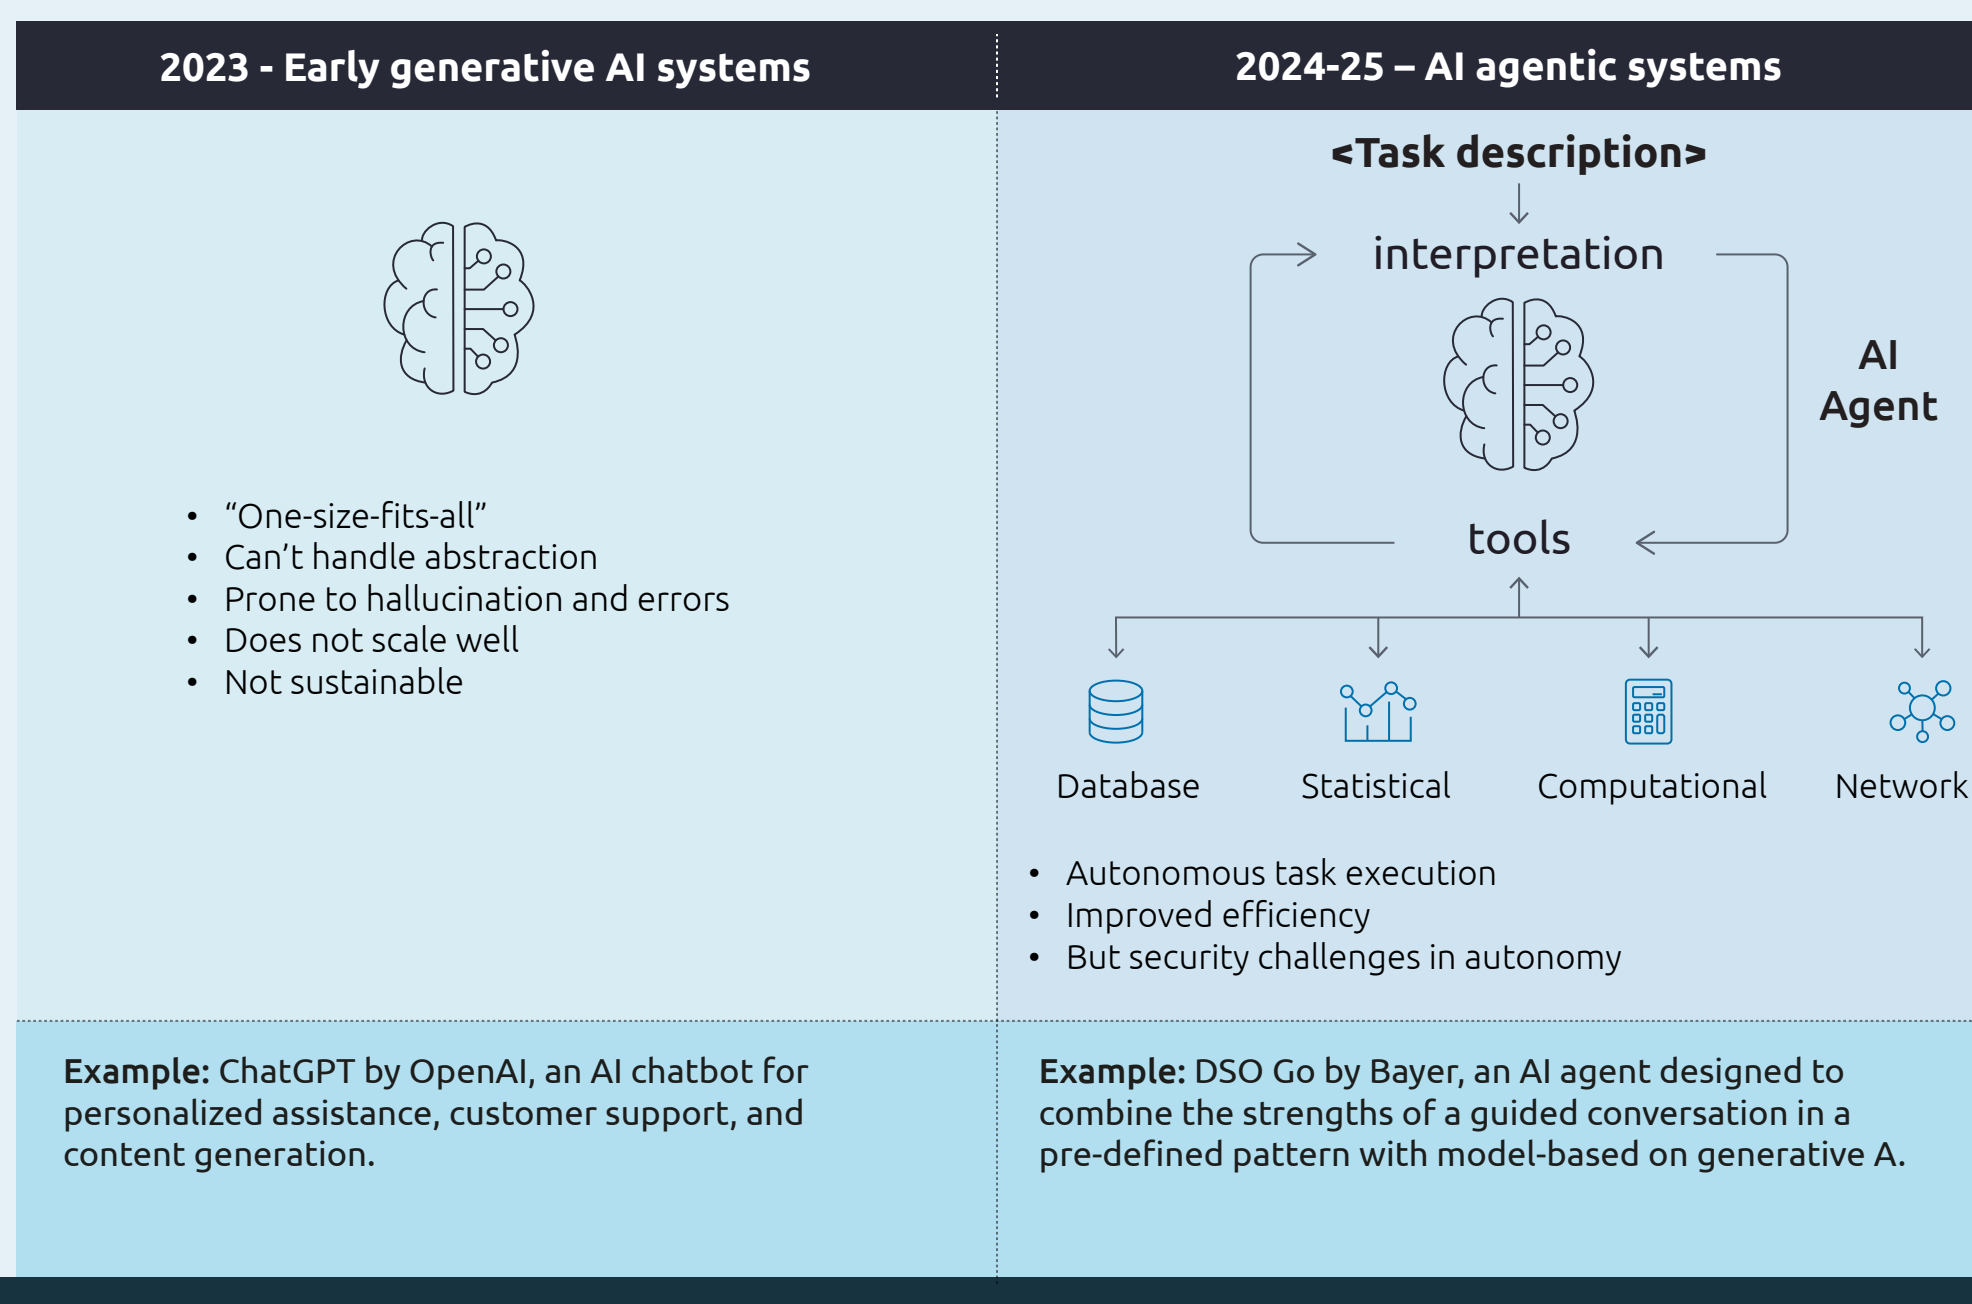 2023 - Early generative AI systems
“One-size-fits-all”
Can’t handle abstraction
Prone to hallucination and errors
Does not scale well
Not sustainable
Example: ChatGPT by OpenAI, an AI chatbot for
personalized assistance, customer support, and
content generation.
2024-25 – AI agentic systems
<Task description>
interpretation
AI
Agent
tools
Database
Statistical
Computational
Network
Autonomous task execution
Improved efficiency
But security challenges in autonomy
Example: DSO Go by Bayer, an AI agent designed to
combine the strengths of a guided conversation in a
pre-defined pattern with model-based on generative A.